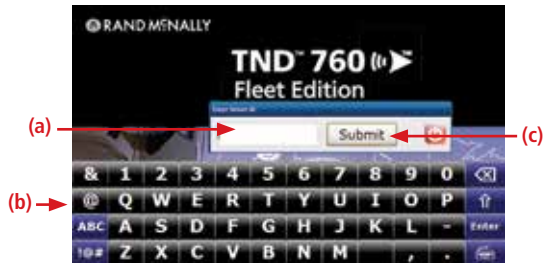 RAND McNALLY
TND™ 760
Fleet Edition
(a)
Submit
(c)
& 1 2 3 4 5 6 7 8 9 0
(b)
@ Q W E R T Y U I O P
ABC A S D F G H J K L - Enter
!@# Z X C V B N M , .